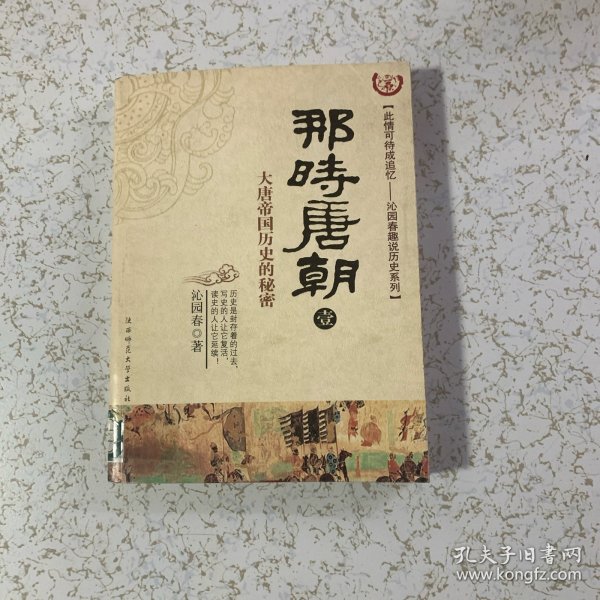 【此情可待成追忆——沁园春趣说历史系列】
那時唐朝
壹
大唐帝国历史的秘密
历史是封存着的过去、
写史的人让它复活，
读史的人让它延续！
沁园春◎著
陕西师范大学出版社
孔夫子旧书网
www.kongfz.com